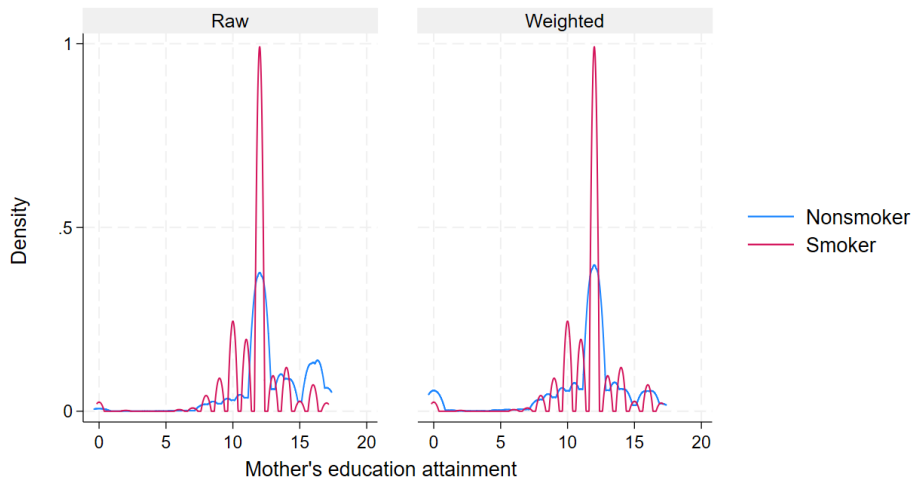 Raw
Weighted
1
.5
0
Density
0 5 10 15 20
0 5 10 15 20
Mother's education attainment
Nonsmoker
Smoker